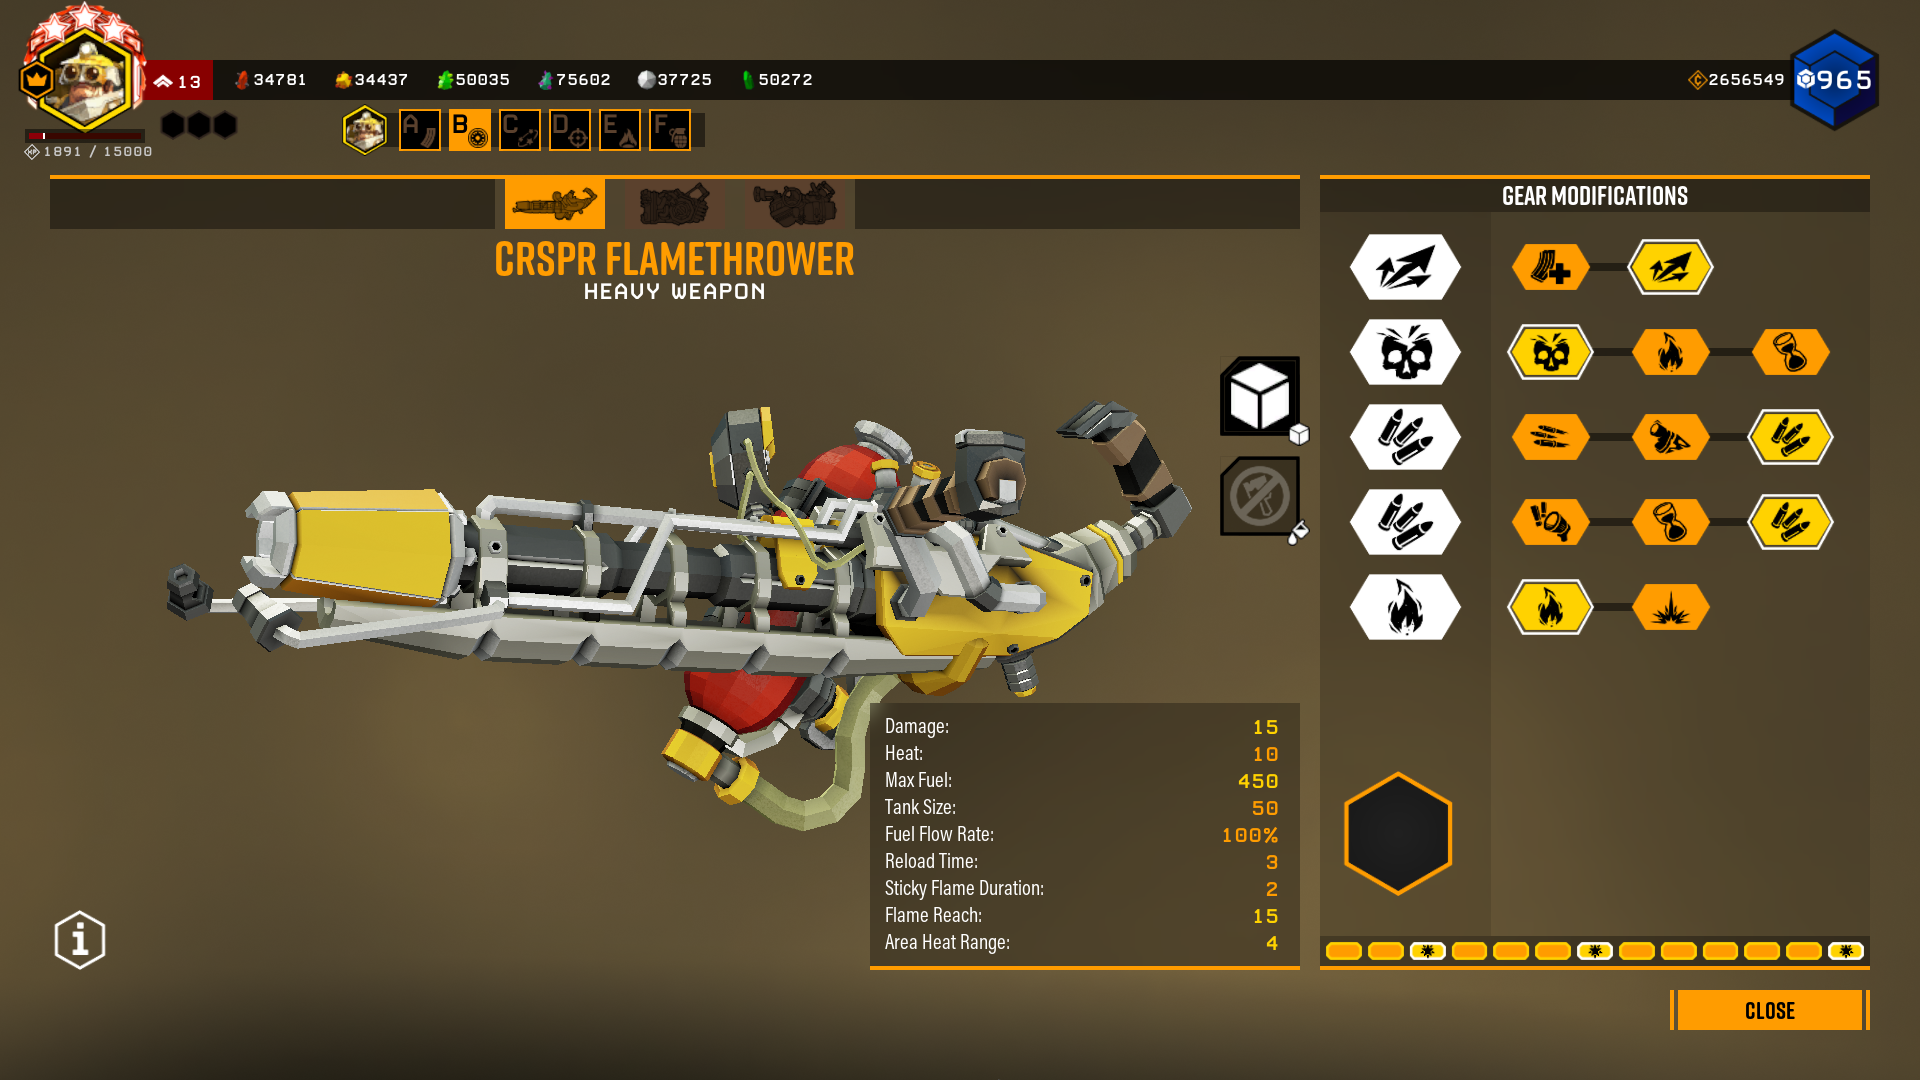 13
34781
34437
50035
75602
37725
50272
2656549
965
1891 / 15000
A
B
C
D
E
F
CRSPR FLAMETHROWER
HEAVY WEAPON
GEAR MODIFICATIONS
Damage: 15
Heat: 10
Max Fuel: 450
Tank Size: 50
Fuel Flow Rate: 100%
Reload Time: 3
Sticky Flame Duration: 2
Flame Reach: 15
Area Heat Range: 4
CLOSE